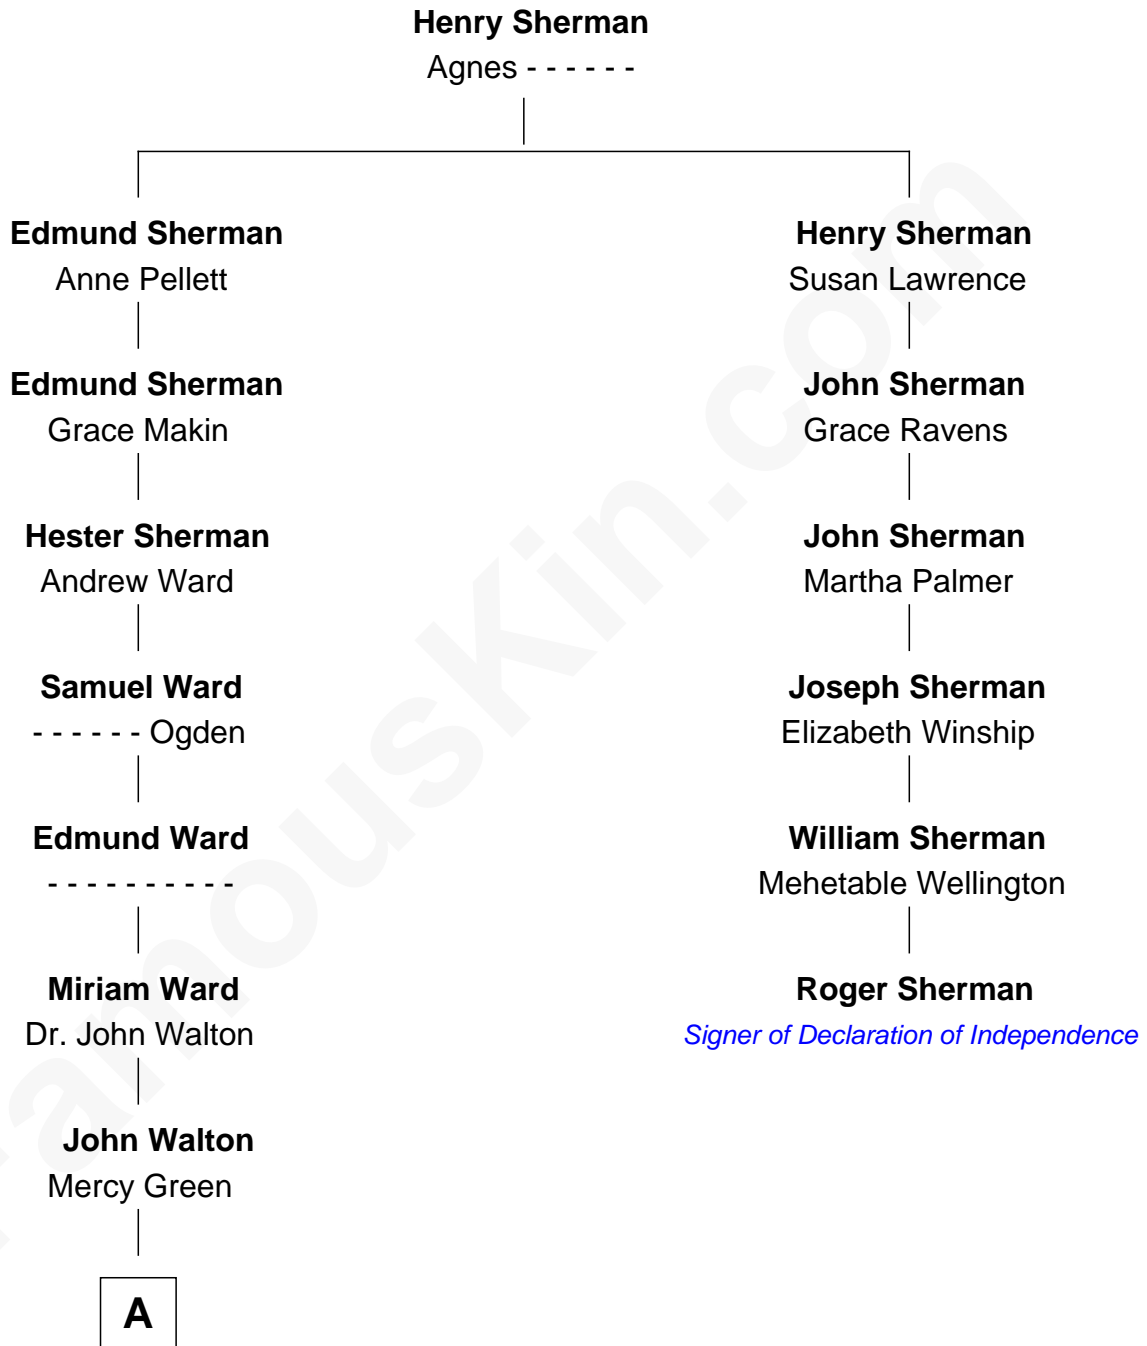 Henry Sherman
Agnes - - - - - -
Edmund Sherman
Anne Pellett
Henry Sherman
Susan Lawrence
Edmund Sherman
Grace Makin
John Sherman
Grace Ravens
Hester Sherman
Andrew Ward
John Sherman
Martha Palmer
Samuel Ward
- - - - - - Ogden
Joseph Sherman
Elizabeth Winship
Edmund Ward
- - - - - - - - - -
William Sherman
Mehetable Wellington
Miriam Ward
Dr. John Walton
Roger Sherman
Signer of Declaration of Independence
John Walton
Mercy Green
A
FamousKin.com